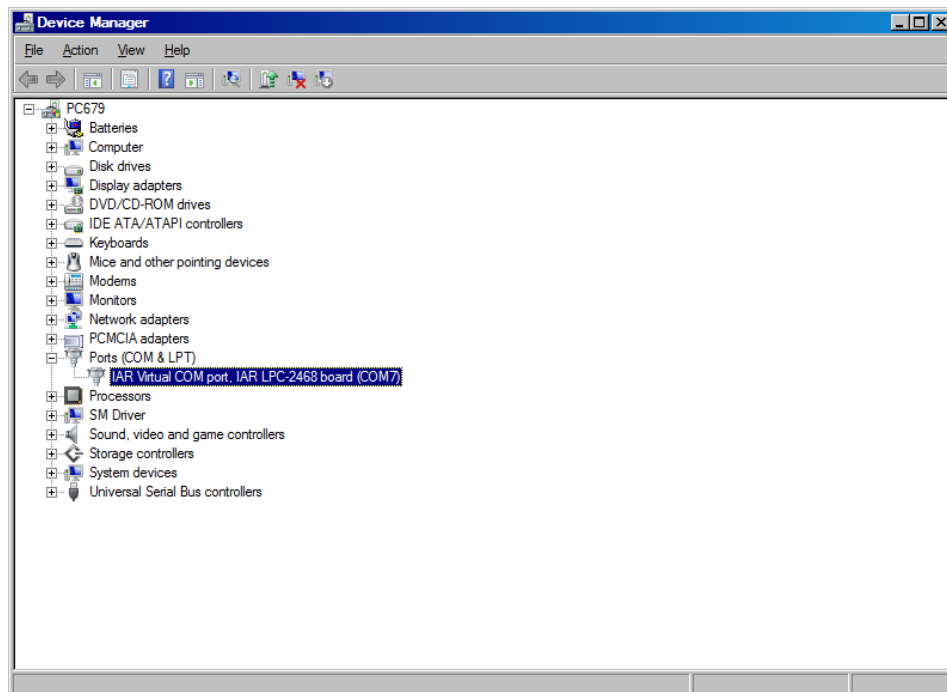 Device Manager
File Action View Help
PC679
Batteries
Computer
Disk drives
Display adapters
DVD/CD-ROM drives
IDE ATA/ATAPI controllers
Keyboards
Mice and other pointing devices
Modems
Monitors
Network adapters
PCMCIA adapters
Ports (COM & LPT)
IAR Virtual COM port, IAR LPC-2468 board (COM7)
Processors
SM Driver
Sound, video and game controllers
Storage controllers
System devices
Universal Serial Bus controllers